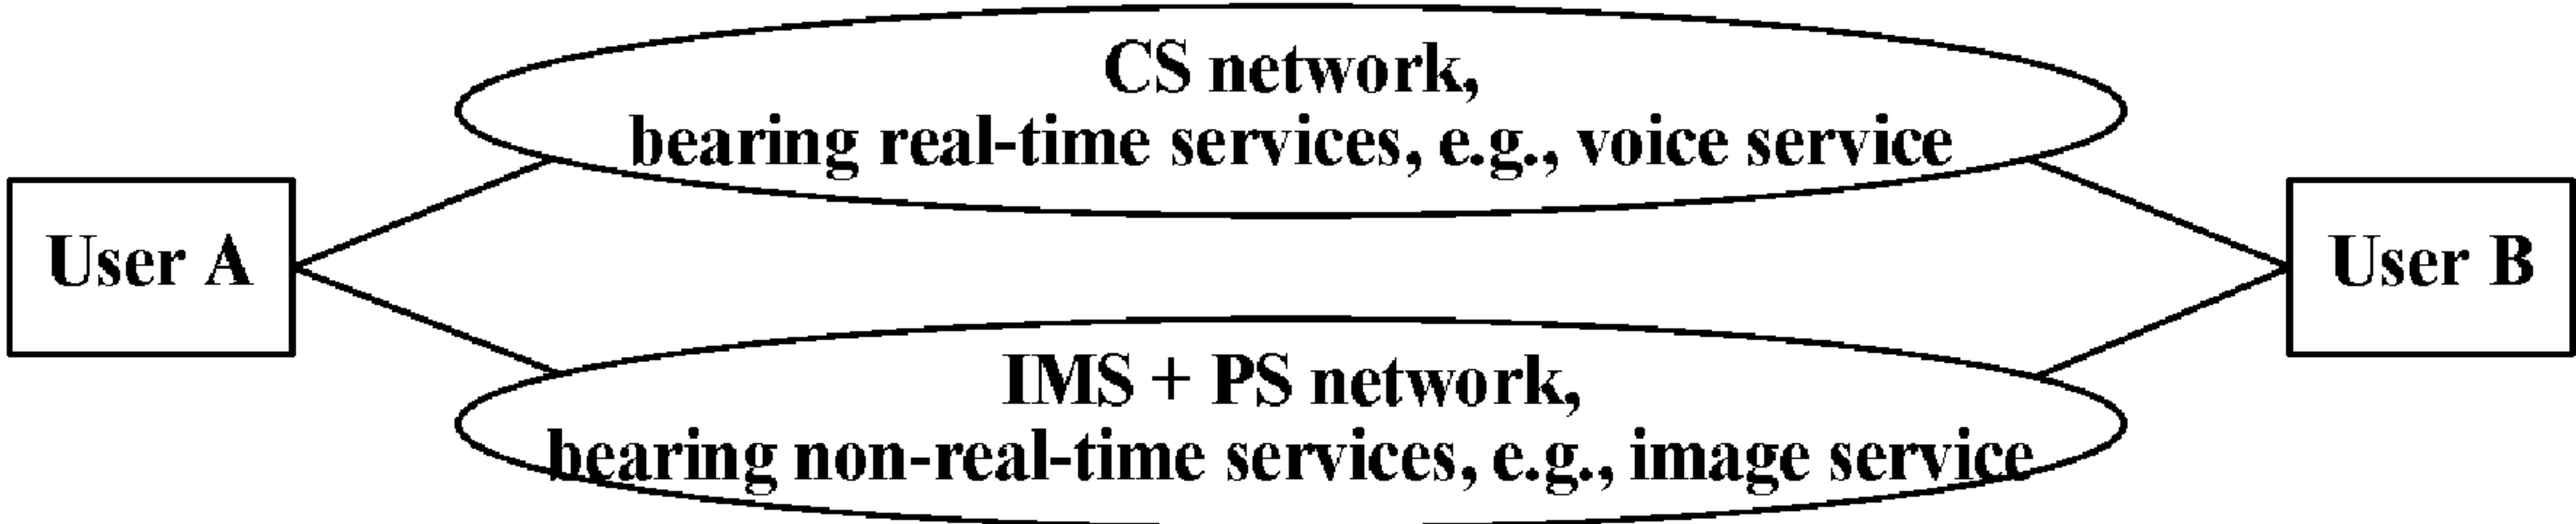 CS network,
bearing real-time services, e.g., voice service
User A
User B
IMS + PS network,
bearing non-real-time services, e.g., image service